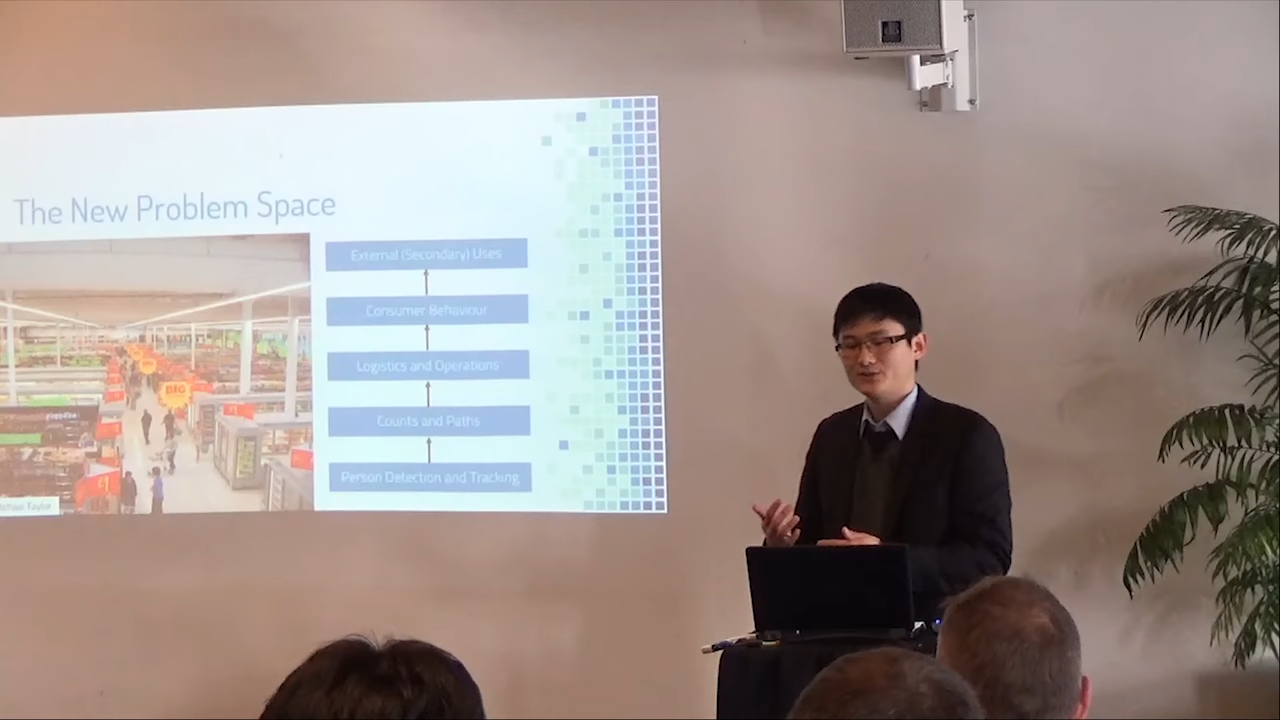 The New Problem Space
External (Secondary) Uses
Consumer Behaviour
Logistics and Operations
Counts and Paths
Person Detection and Tracking
BIG
Taylor